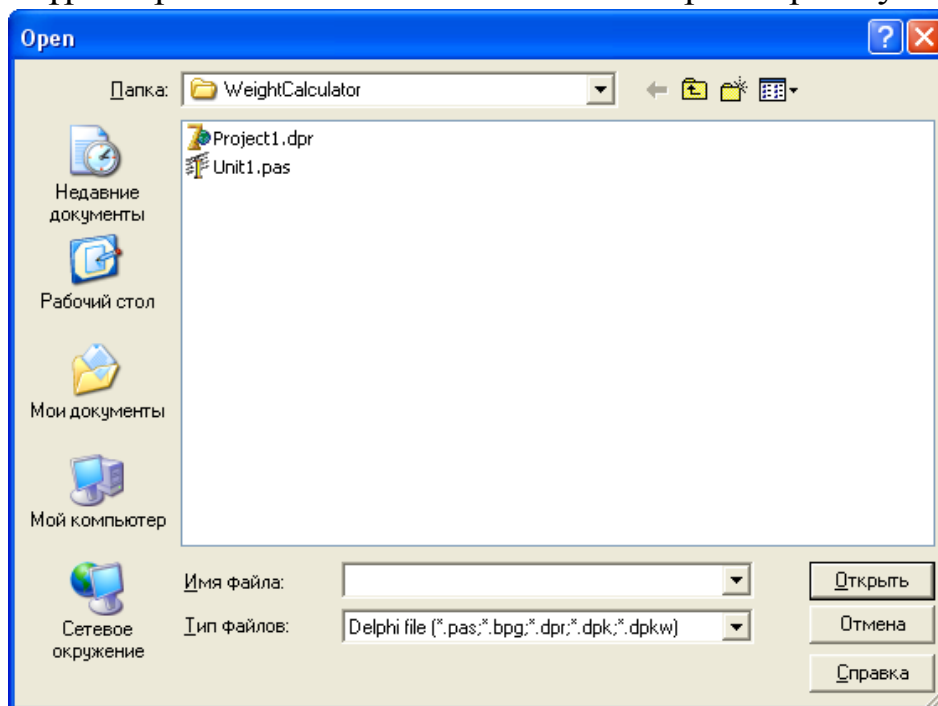 Open
Папка:
WeightCalculator
Project1.dpr
Unit1.pas
Недавние
документы
Рабочий стол
Мои документы
Мой компьютер
Сетевое
окружение
Имя файла:
Тип файлов:
Delphi file (*.pas;*.bpg;*.dpr;*.dpk;*.dpkw)
Открыть
Отмена
Справка